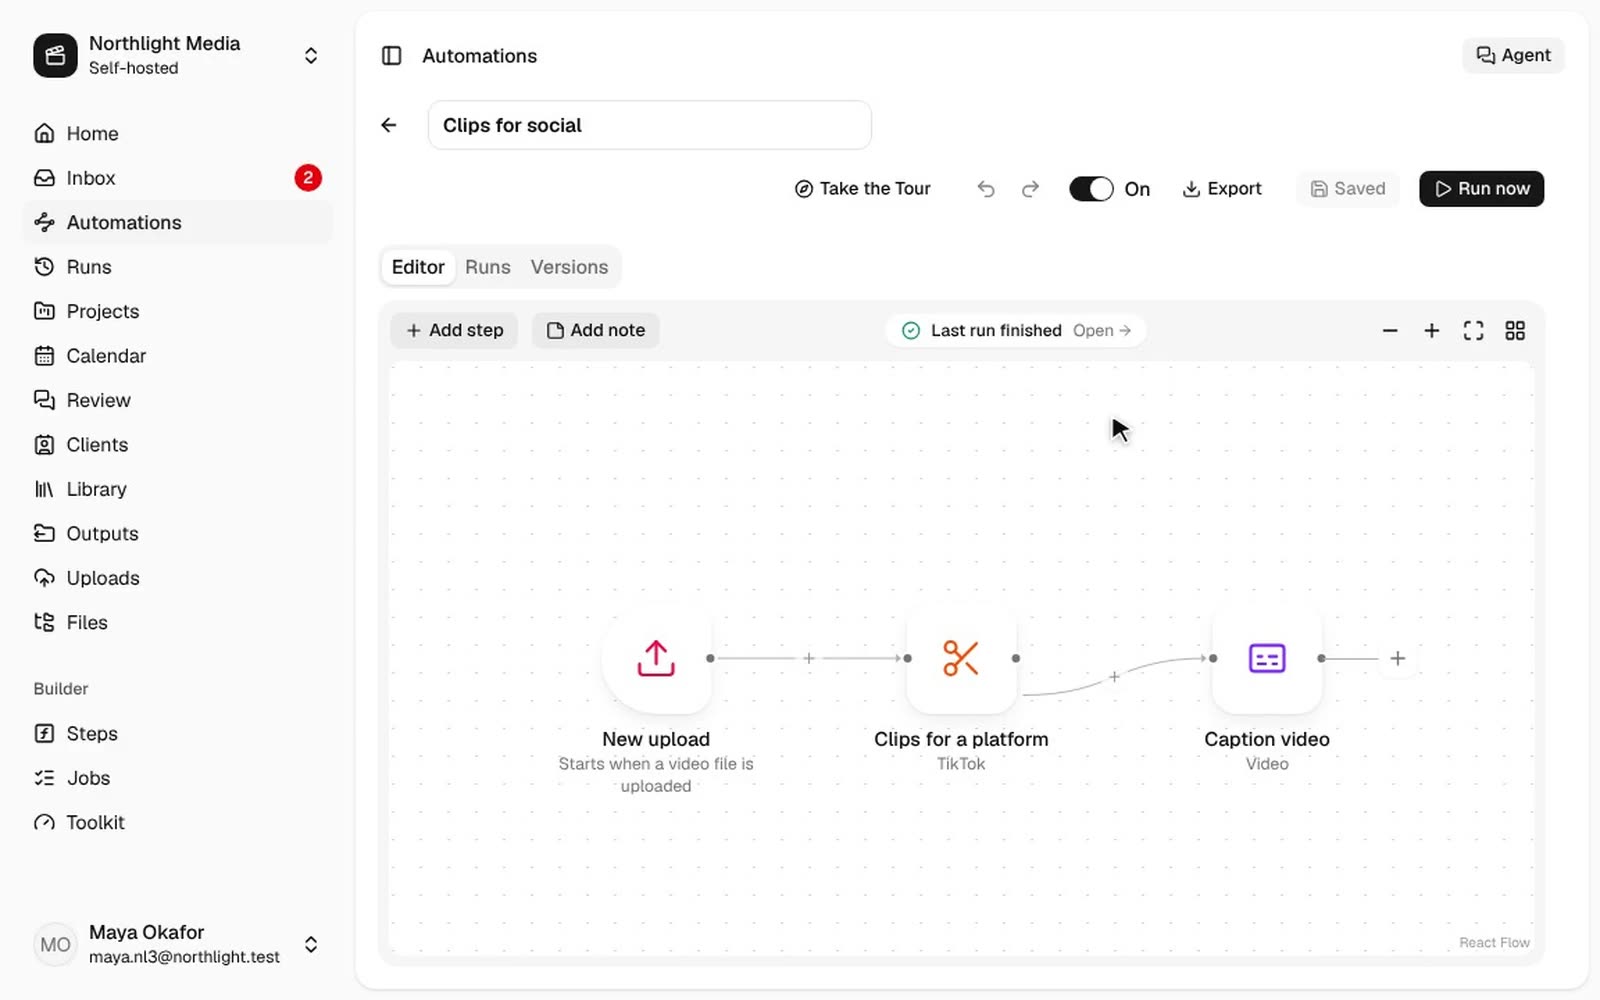 Northlight Media
Self-hosted
Home
Inbox
2
Automations
Runs
Projects
Calendar
Review
Clients
Library
Outputs
Uploads
Files
Builder
Steps
Jobs
Toolkit
MO
Maya Okafor
maya.nl3@northlight.test
Automations
Agent
Clips for social
Take the Tour
On
Export
Saved
Run now
Editor
Runs
Versions
Add step
Add note
Last run finished
Open
New upload
Starts when a video file is
uploaded
Clips for a platform
TikTok
Caption video
Video
React Flow